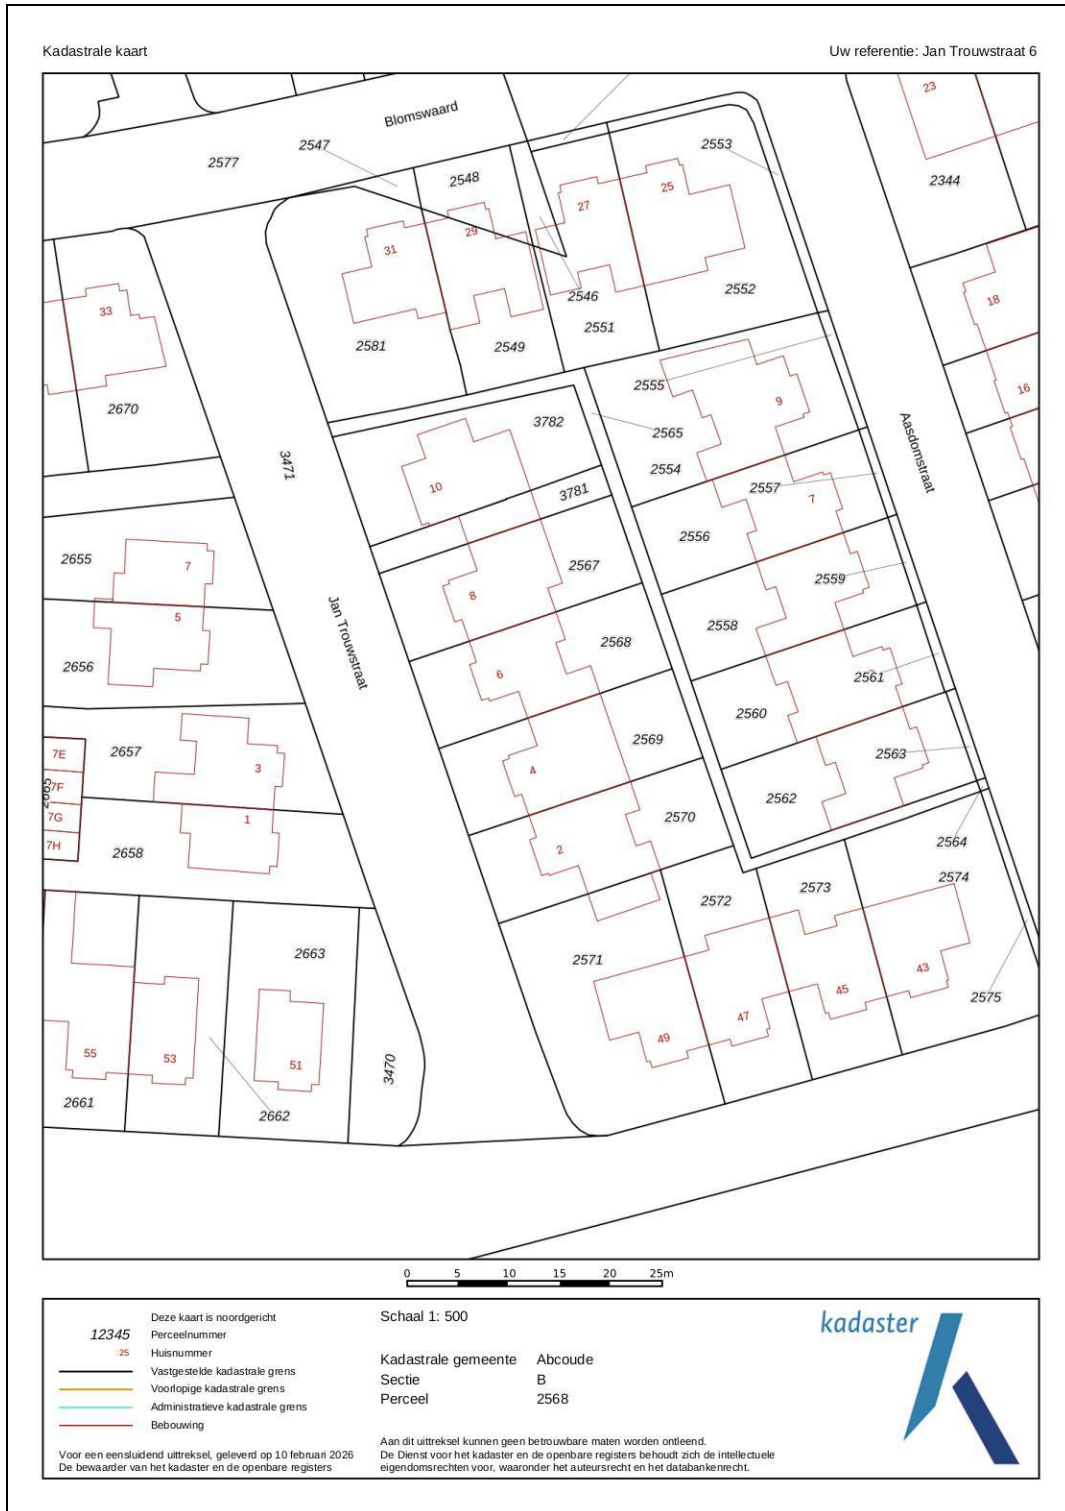 Kadastrale kaart
Uw referentie: Jan Trouwstraat 6
Blomswaard
23
2547
2577
2553
2548
2344
25
27
29
31
2546
2552
18
33
2551
2581
2549
2555
16
9
2670
3782
2565
Aasdomstraat
3471
2554
10
3781
2557
7
2556
2655
7
2567
2559
8
5
Jan Trouwstraat
2558
2568
2656
6
2561
2560
2569
2657
7E
3
4
2563
7F
2665
2562
7G
1
2570
7H
2658
2
2564
2574
2573
2572
2663
2571
43
45
2575
47
49
55
53
51
3470
2661
2662
0 5 10 15 20 25m
Deze kaart is noordgericht
12345 Perceelnummer
25 Huisnummer
Vastgestelde kadastrale grens
Voorlopige kadastrale grens
Administratieve kadastrale grens
Bebouwing
Voor een eensluidend uittreksel, geleverd op 10 februari 2026
De bewaarder van het kadaster en de openbare registers
Schaal 1: 500
Kadastrale gemeente Abcoude
Sectie B
Perceel 2568
Aan dit uittreksel kunnen geen betrouwbare maten worden ontleend.
De Dienst voor het kadaster en de openbare registers behoudt zich de intellectuele
eigendomsrechten voor, waaronder het auteursrecht en het databankenrecht.
kadaster